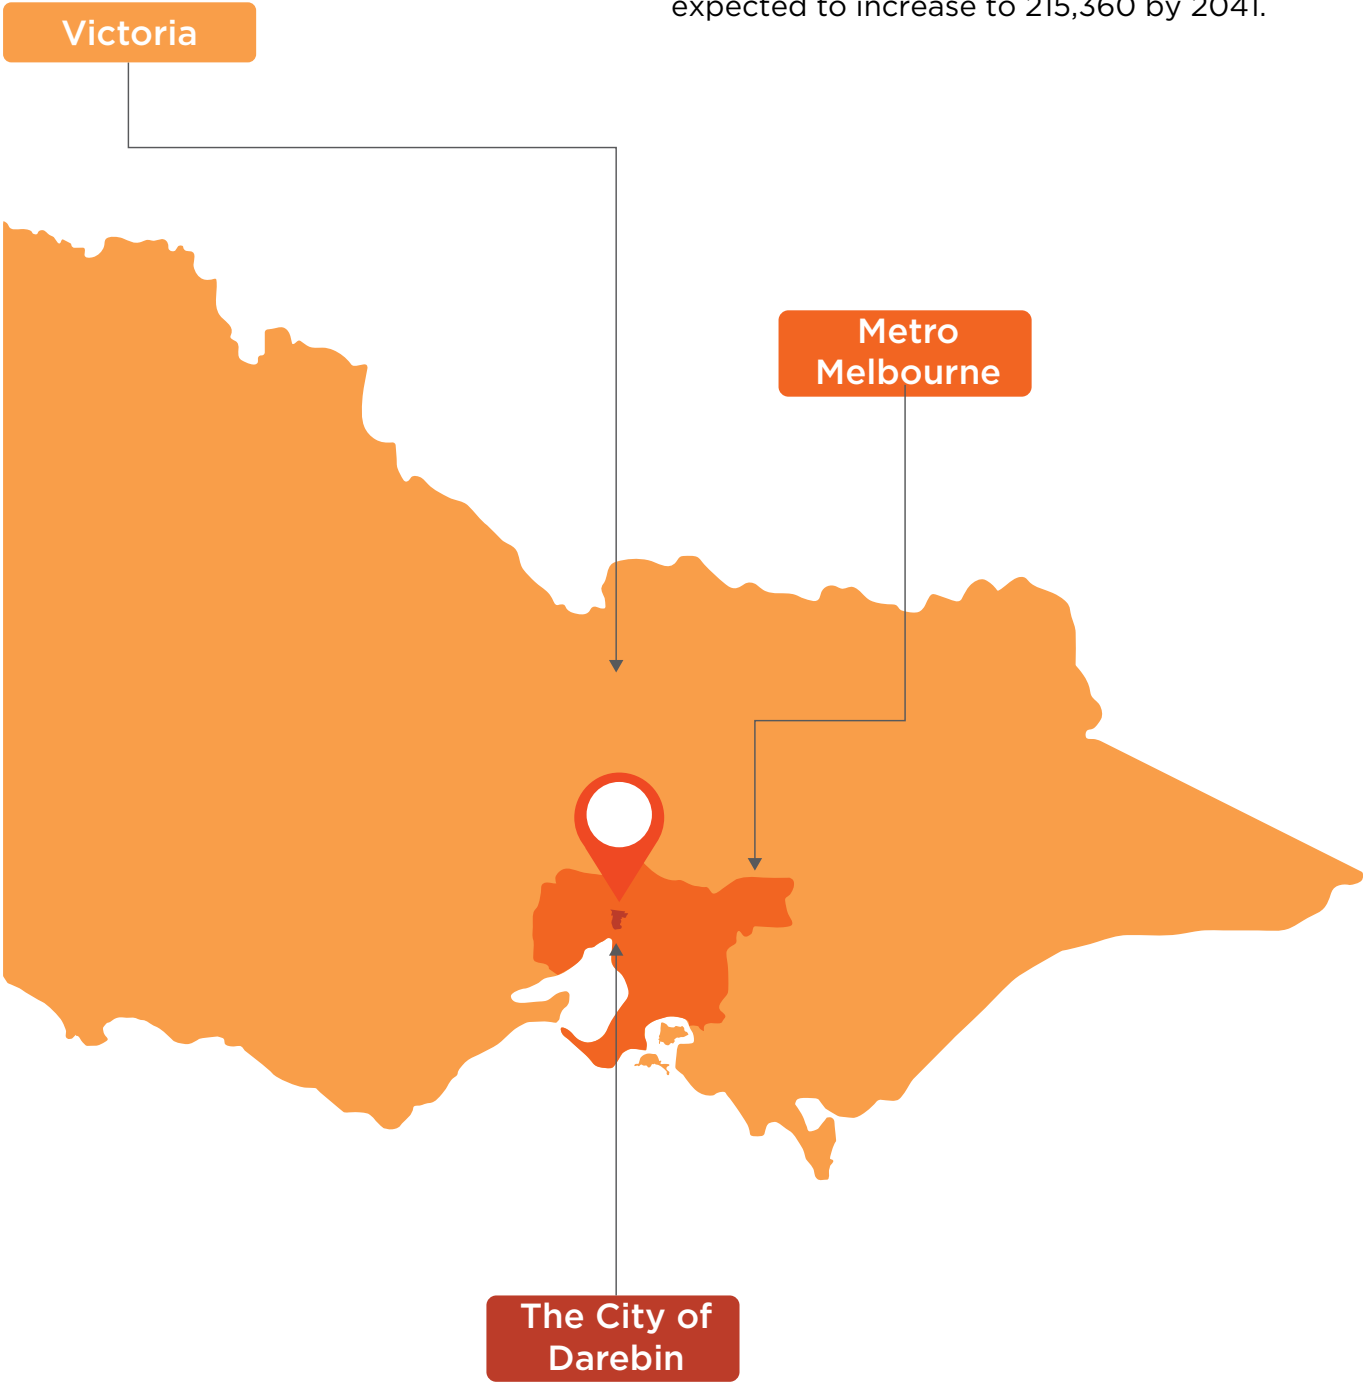 expected to increase to 215,360 by 2041.
Victoria
Metro
Melbourne
The City of
Darebin